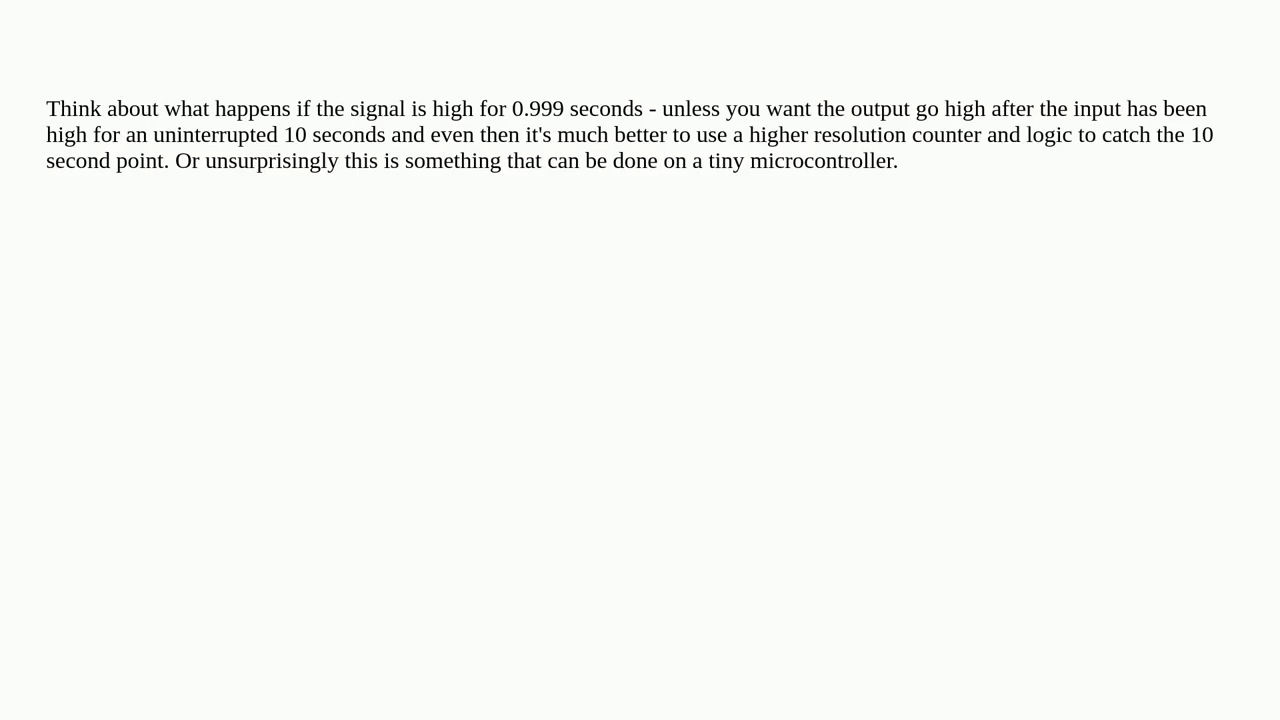 Think about what happens if the signal is high for 0.999 seconds - unless you want the output go high after the input has been
high for an uninterrupted 10 seconds and even then it's much better to use a higher resolution counter and logic to catch the 10
second point. Or unsurprisingly this is something that can be done on a tiny microcontroller.